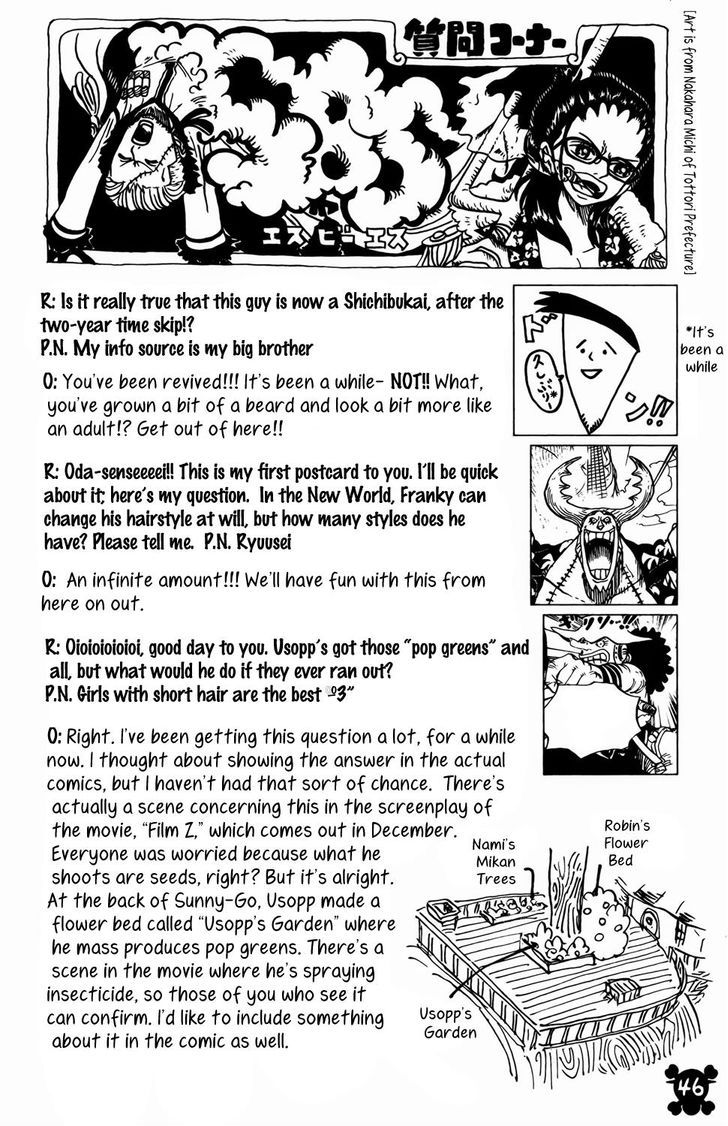 質問コーナー
エス ビー エス
[Art is from Nakahara Michi of Tottori Prefecture]
R: Is it really true that this guy is now a Shichibukai, after the
two-year time skip!?
P.N. My info source is my big brother
ド
久しぶり～*
ン!!
*It's
been a
while
O: You've been revived!!! It's been a while- NOT!! What,
you've grown a bit of a beard and look a bit more like
an adult!? Get out of here!!
R: Oda-senseeeei!! This is my first postcard to you. I'll be quick
about it; here's my question. In the New World, Franky can
change his hairstyle at will, but how many styles does he
have? Please tell me. P.N. Ryuusei
O: An infinite amount!!! We'll have fun with this from
here on out.
R: Oioioioioioi, good day to you. Usopp's got those "pop greens" and
all, but what would he do if they ever ran out?
P.N. Girls with short hair are the best
O: Right. I've been getting this question a lot, for a while
now. I thought about showing the answer in the actual
comics, but I haven't had that sort of chance. There's
actually a scene concerning this in the screenplay of
the movie, "Film Z," which comes out in December.
Everyone was worried because what he
shoots are seeds, right? But it's alright.
At the back of Sunny-Go, Usopp made a
flower bed called "Usopp's Garden" where
he mass produces pop greens. There's a
scene in the movie where he's spraying
insecticide, so those of you who see it
can confirm. I'd like to include something
about it in the comic as well.
Nami's
Mikan
Trees
Robin's
Flower
Bed
Usopp's
Garden
46